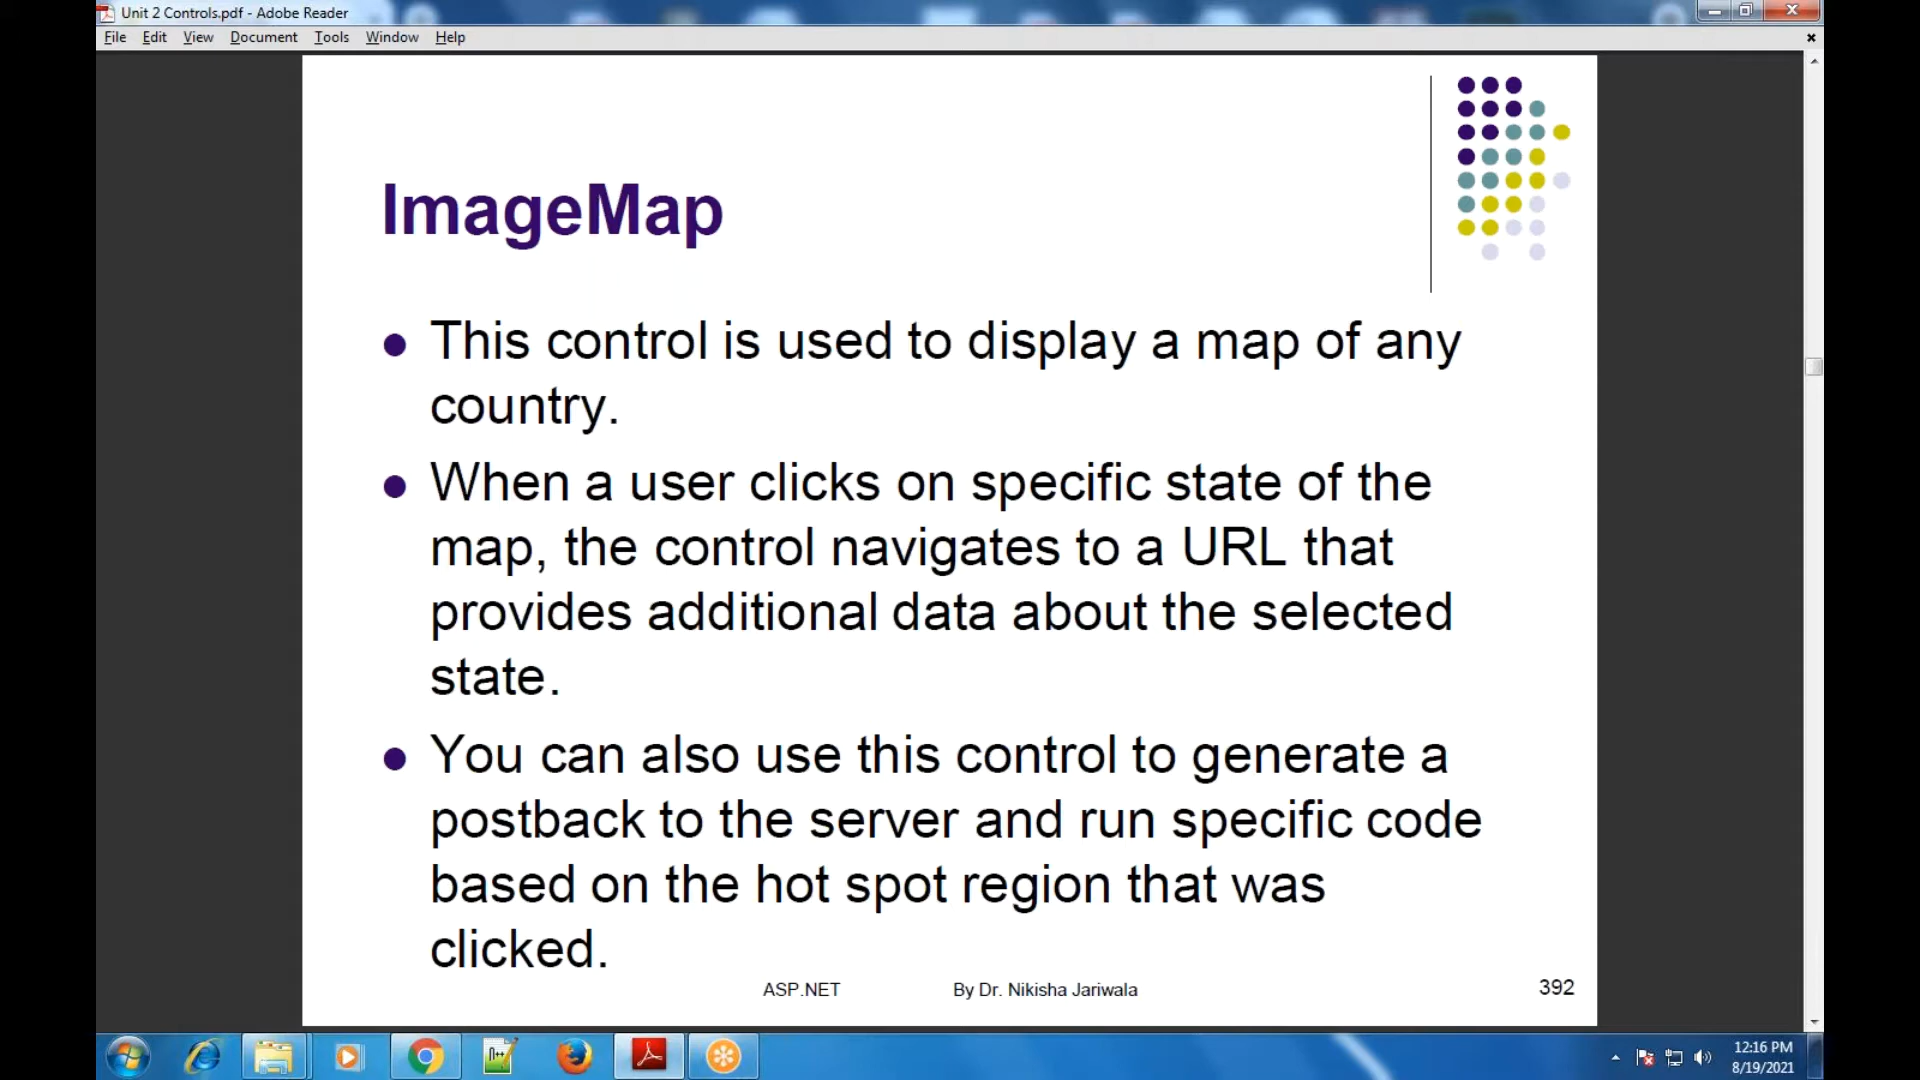 Unit 2 Controls.pdf - Adobe Reader
File Edit View Document Tools Window Help
ImageMap
This control is used to display a map of any
country.
When a user clicks on specific state of the
map, the control navigates to a URL that
provides additional data about the selected
state.
You can also use this control to generate a
postback to the server and run specific code
based on the hot spot region that was
clicked.
ASP.NET By Dr. Nikisha Jariwala 392
12:16 PM
8/19/2021